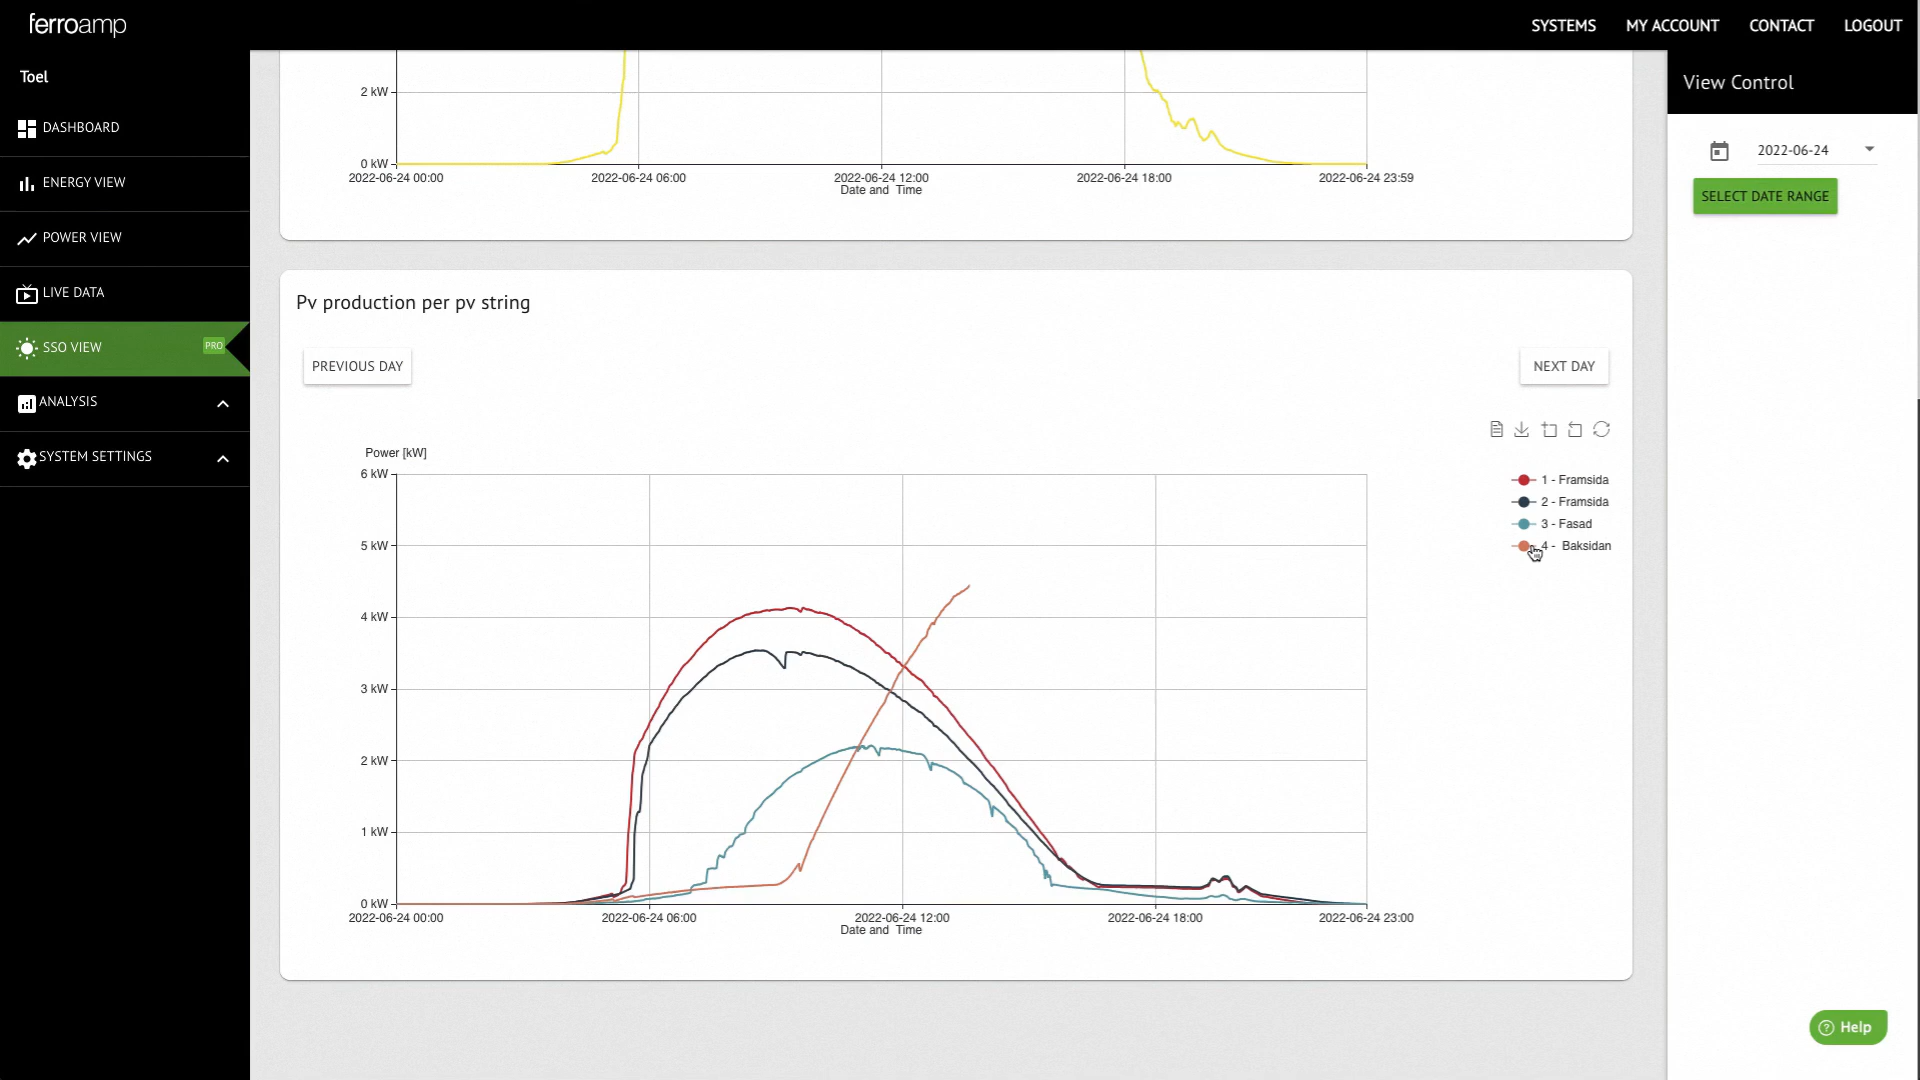 ferroamp
SYSTEMS
MY ACCOUNT
CONTACT
LOGOUT
Toel
DASHBOARD
ENERGY VIEW
POWER VIEW
LIVE DATA
SSO VIEW
PRO
ANALYSIS
SYSTEM SETTINGS
2 kW
0 kW
2022-06-24 00:00
2022-06-24 06:00
2022-06-24 12:00
2022-06-24 18:00
2022-06-24 23:59
Date and Time
Pv production per pv string
PREVIOUS DAY
NEXT DAY
Power [kW]
6 kW
5 kW
4 kW
3 kW
2 kW
1 kW
0 kW
2022-06-24 00:00
2022-06-24 06:00
2022-06-24 12:00
2022-06-24 18:00
2022-06-24 23:00
Date and Time
1 - Framsida
2 - Framsida
3 - Fasad
4 - Baksidan
View Control
2022-06-24
SELECT DATE RANGE
Help